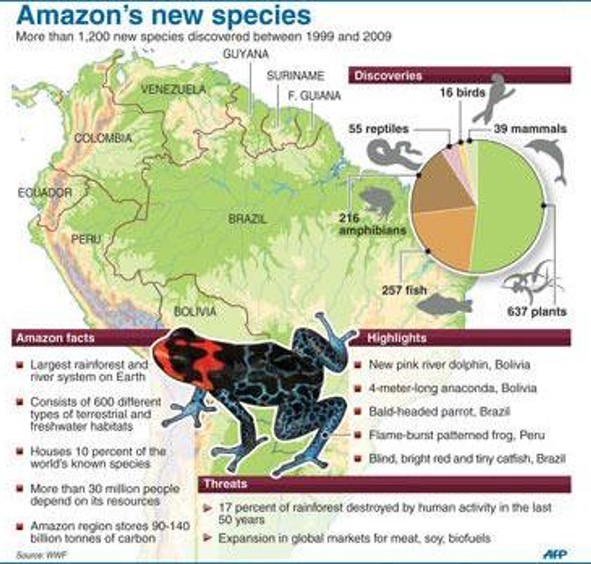 Amazon's new species
More than 1,200 new species discovered between 1999 and 2009
GUYANA
SURINAME
F. GUIANA
VENEZUELA
COLOMBIA
ECUADOR
PERU
BRAZIL
BOLIVIA
Discoveries
16 birds
55 reptiles
39 mammals
216
amphibians
257 fish
637 plants
Amazon facts
Largest rainforest and
river system on Earth
Consists of 600 different
types of terrestrial and
freshwater habitats
Houses 10 percent of the
world's known species
More than 30 million people
depend on its resources
Amazon region stores 90-140
billion tonnes of carbon
Highlights
New pink river dolphin, Bolivia
4-meter-long anaconda, Bolivia
Bald-headed parrot, Brazil
Flame-burst patterned frog, Peru
Blind, bright red and tiny catfish, Brazil
Threats
17 percent of rainforest destroyed by human activity in the last
50 years
Expansion in global markets for meat, soy, biofuels
Source: WWF
AFP